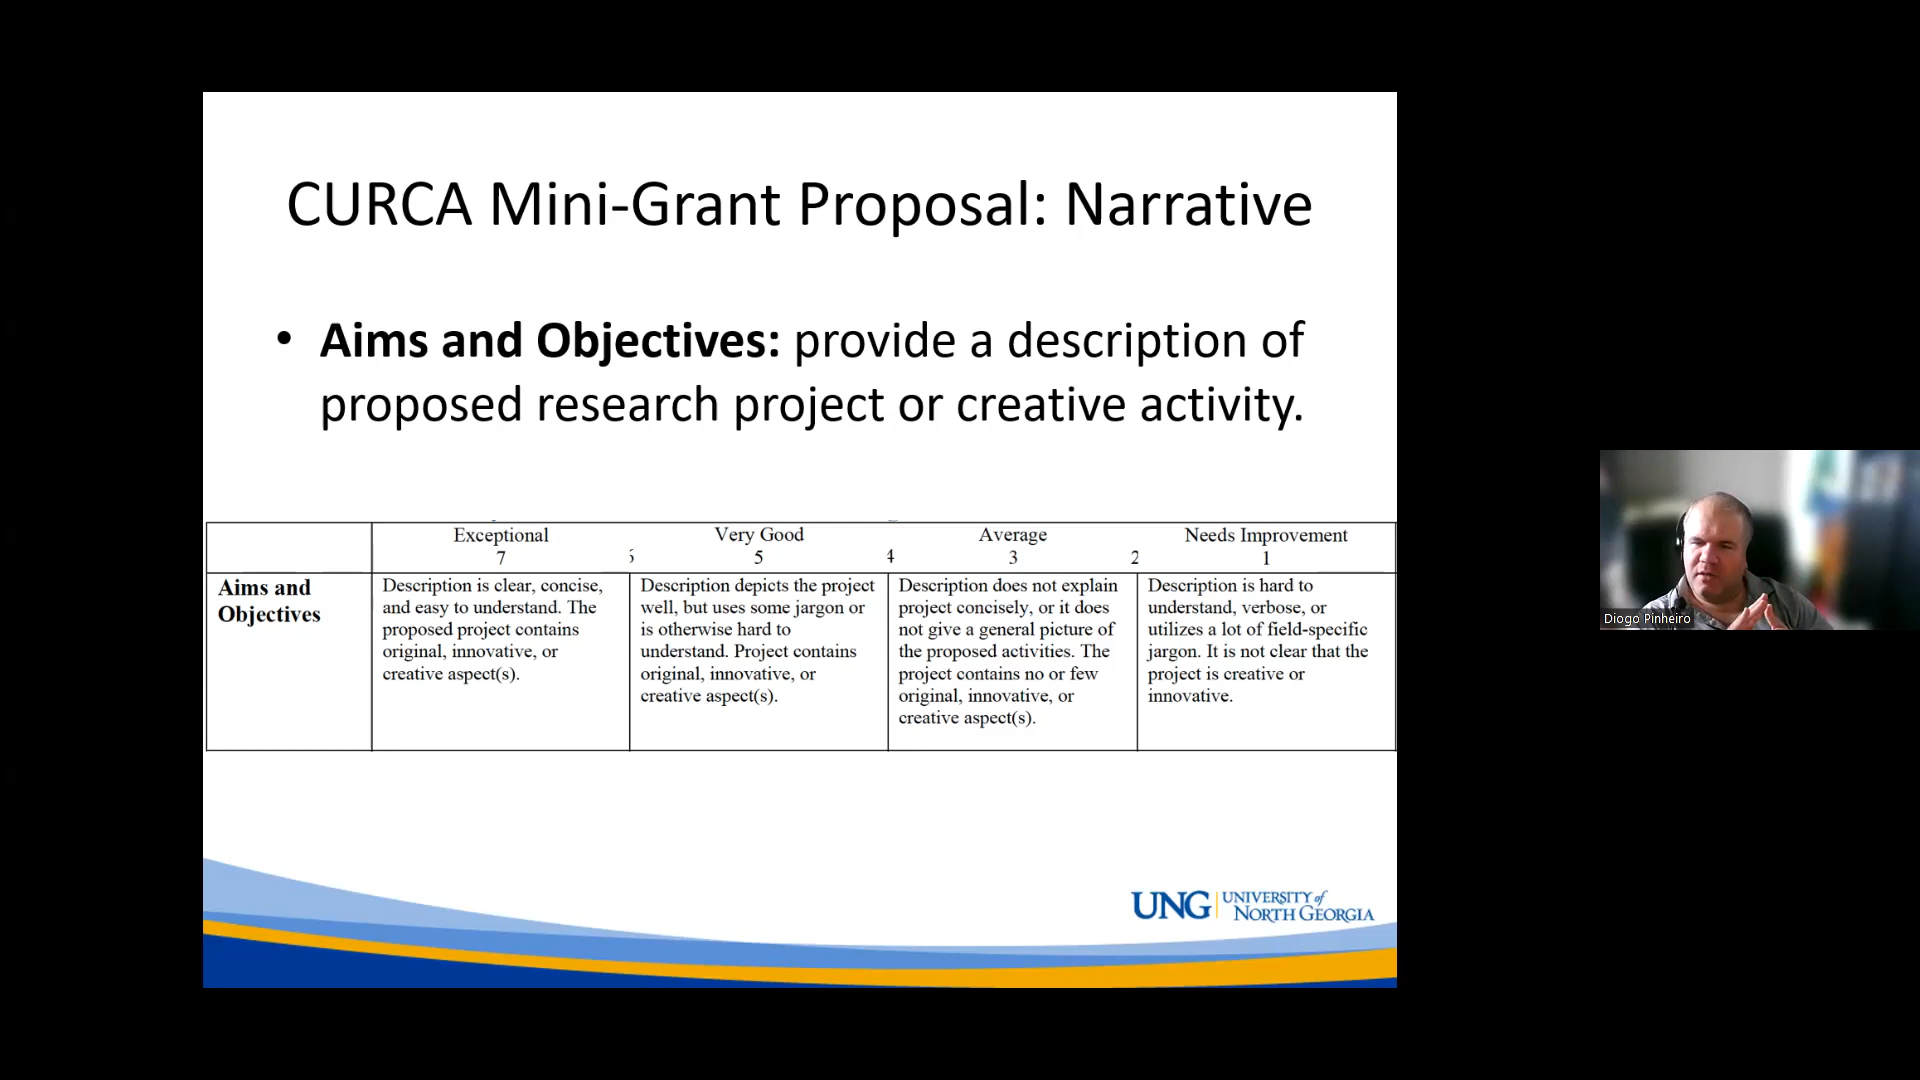 CURCA Mini-Grant Proposal: Narrative
• Aims and Objectives: provide a description of
proposed research project or creative activity.
Exceptional Very Good Average Needs Improvement
7 5 4 3 2 1
Aims and
Objectives
Description is clear, concise,
and easy to understand. The
proposed project contains
original, innovative, or
creative aspect(s).
Description depicts the project
well, but uses some jargon or
is otherwise hard to
understand. Project contains
original, innovative, or
creative aspect(s).
Description does not explain
project concisely, or it does
not give a general picture of
the proposed activities. The
project contains no or few
original, innovative, or
creative aspect(s).
Description is hard to
understand, verbose, or
utilizes a lot of field-specific
jargon. It is not clear that the
project is creative or
innovative.
UNG UNIVERSITY of
NORTH GEORGIA
Diogo Pinheiro